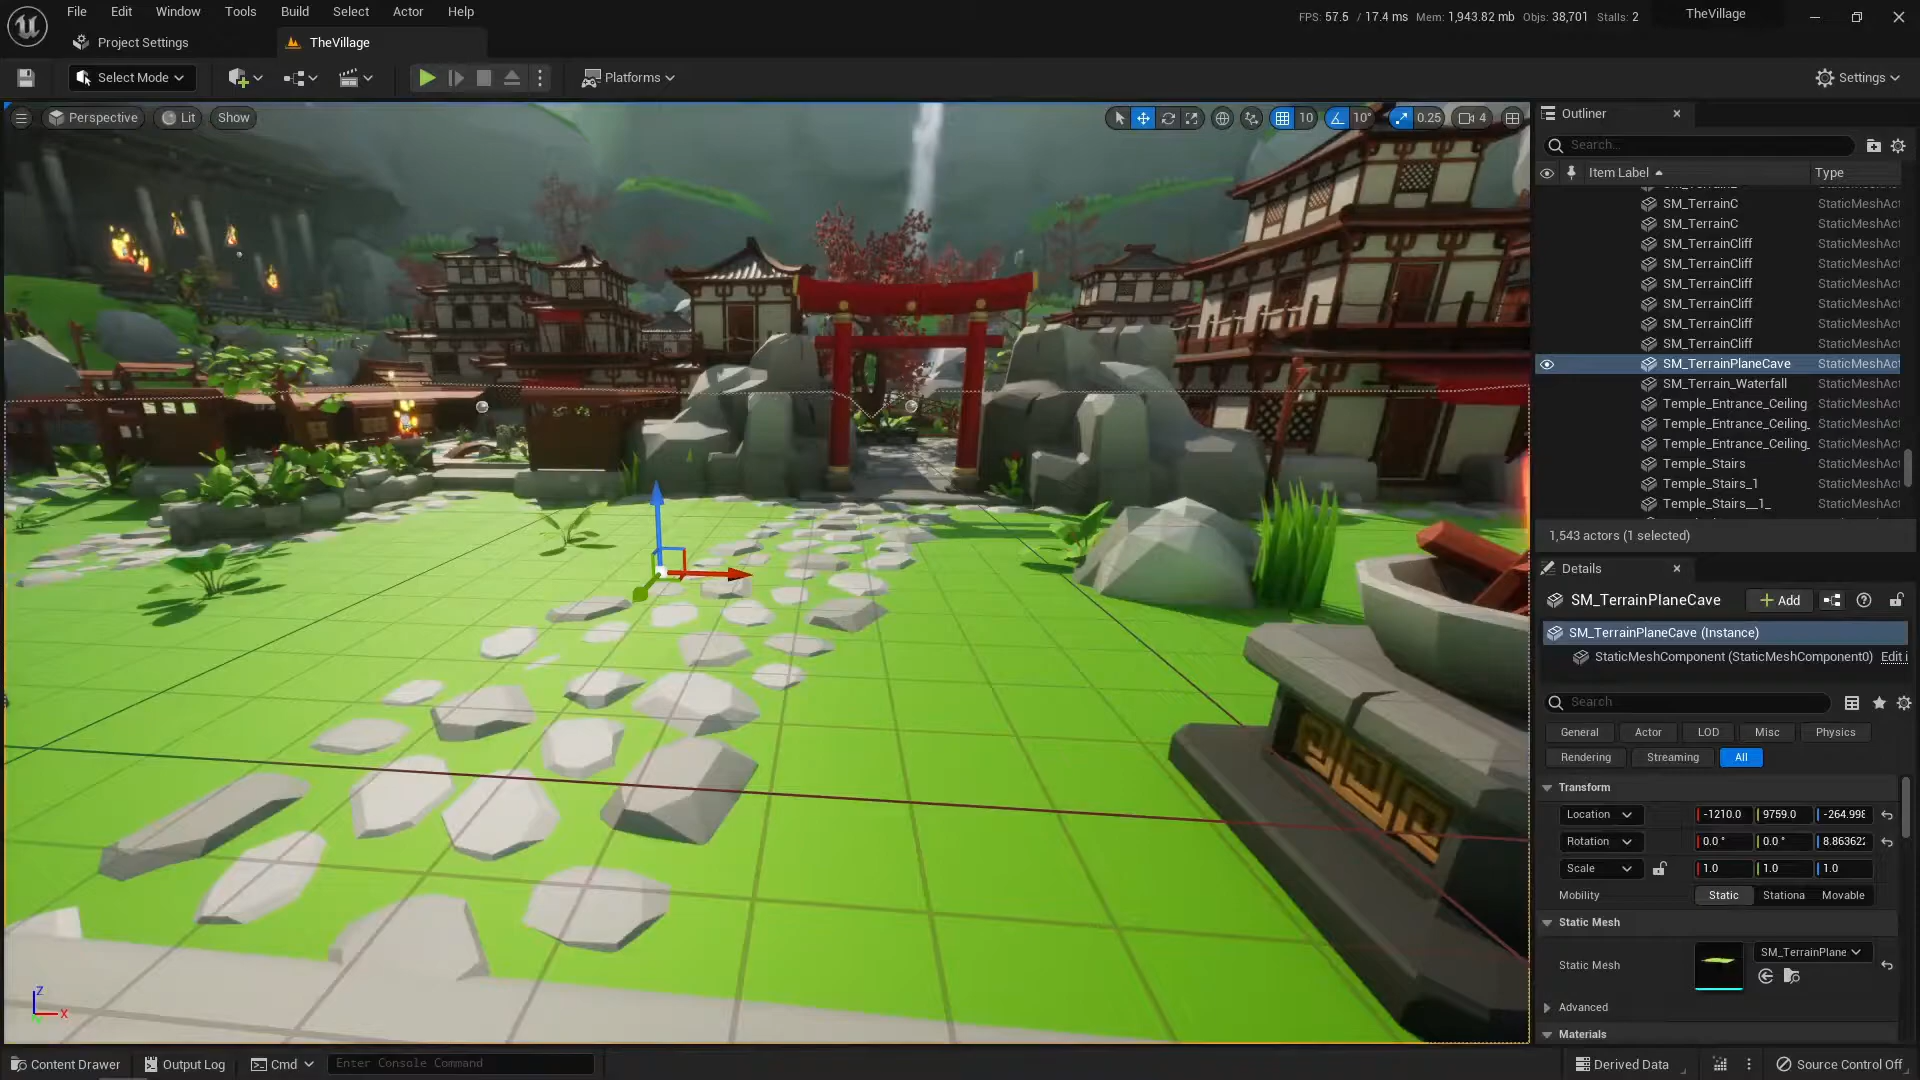 File Edit Window Tools Build Select Actor Help
FPS: 57.5 / 17.4 ms Mem: 1,943.82 mb Objs: 38,701 Stalls: 2
TheVillage
Project Settings
TheVillage
Select Mode
Platforms
Settings
Perspective
Lit
Show
10
10°
0.25
4
Outliner
Search...
Item Label
Type
SM_TerrainC StaticMeshAct
SM_TerrainC StaticMeshAct
SM_TerrainCliff StaticMeshAct
SM_TerrainCliff StaticMeshAct
SM_TerrainCliff StaticMeshAct
SM_TerrainCliff StaticMeshAct
SM_TerrainCliff StaticMeshAct
SM_TerrainCliff StaticMeshAct
SM_TerrainPlaneCave StaticMeshAct
SM_Terrain_Waterfall StaticMeshAct
Temple_Entrance_Ceiling StaticMeshAct
Temple_Entrance_Ceiling_ StaticMeshAct
Temple_Entrance_Ceiling_ StaticMeshAct
Temple_Stairs StaticMeshAct
Temple_Stairs_1 StaticMeshAct
Temple_Stairs__1_ StaticMeshAct
1,543 actors (1 selected)
Details
SM_TerrainPlaneCave
Add
SM_TerrainPlaneCave (Instance)
StaticMeshComponent (StaticMeshComponent0) Edit i
Search
General Actor LOD Misc Physics
Rendering Streaming All
Transform
Location -1210.0 9759.0 -264.998
Rotation 0.0 ° 0.0 ° 8.863622
Scale 1.0 1.0 1.0
Mobility Static Stationa Movable
Static Mesh
Static Mesh SM_TerrainPlane
Advanced
Materials
Z
X
Content Drawer Output Log Cmd Enter Console Command
Derived Data Source Control Off